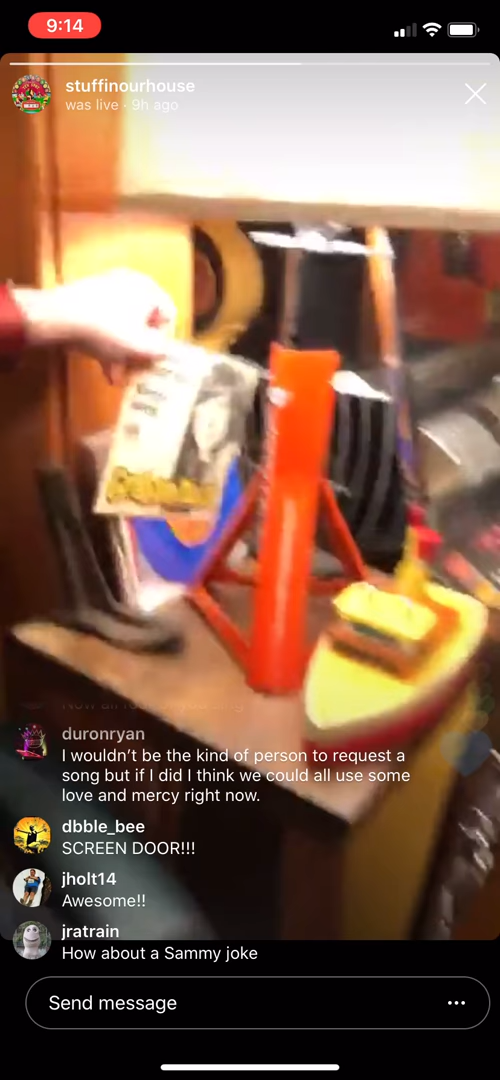 9:14
stuffinourhouse
was live · 9h ago
duronryan
I wouldn't be the kind of person to request a
song but if I did I think we could all use some
love and mercy right now.
dbble_bee
SCREEN DOOR!!!
jholt14
Awesome!!
jratrain
How about a Sammy joke
Send message